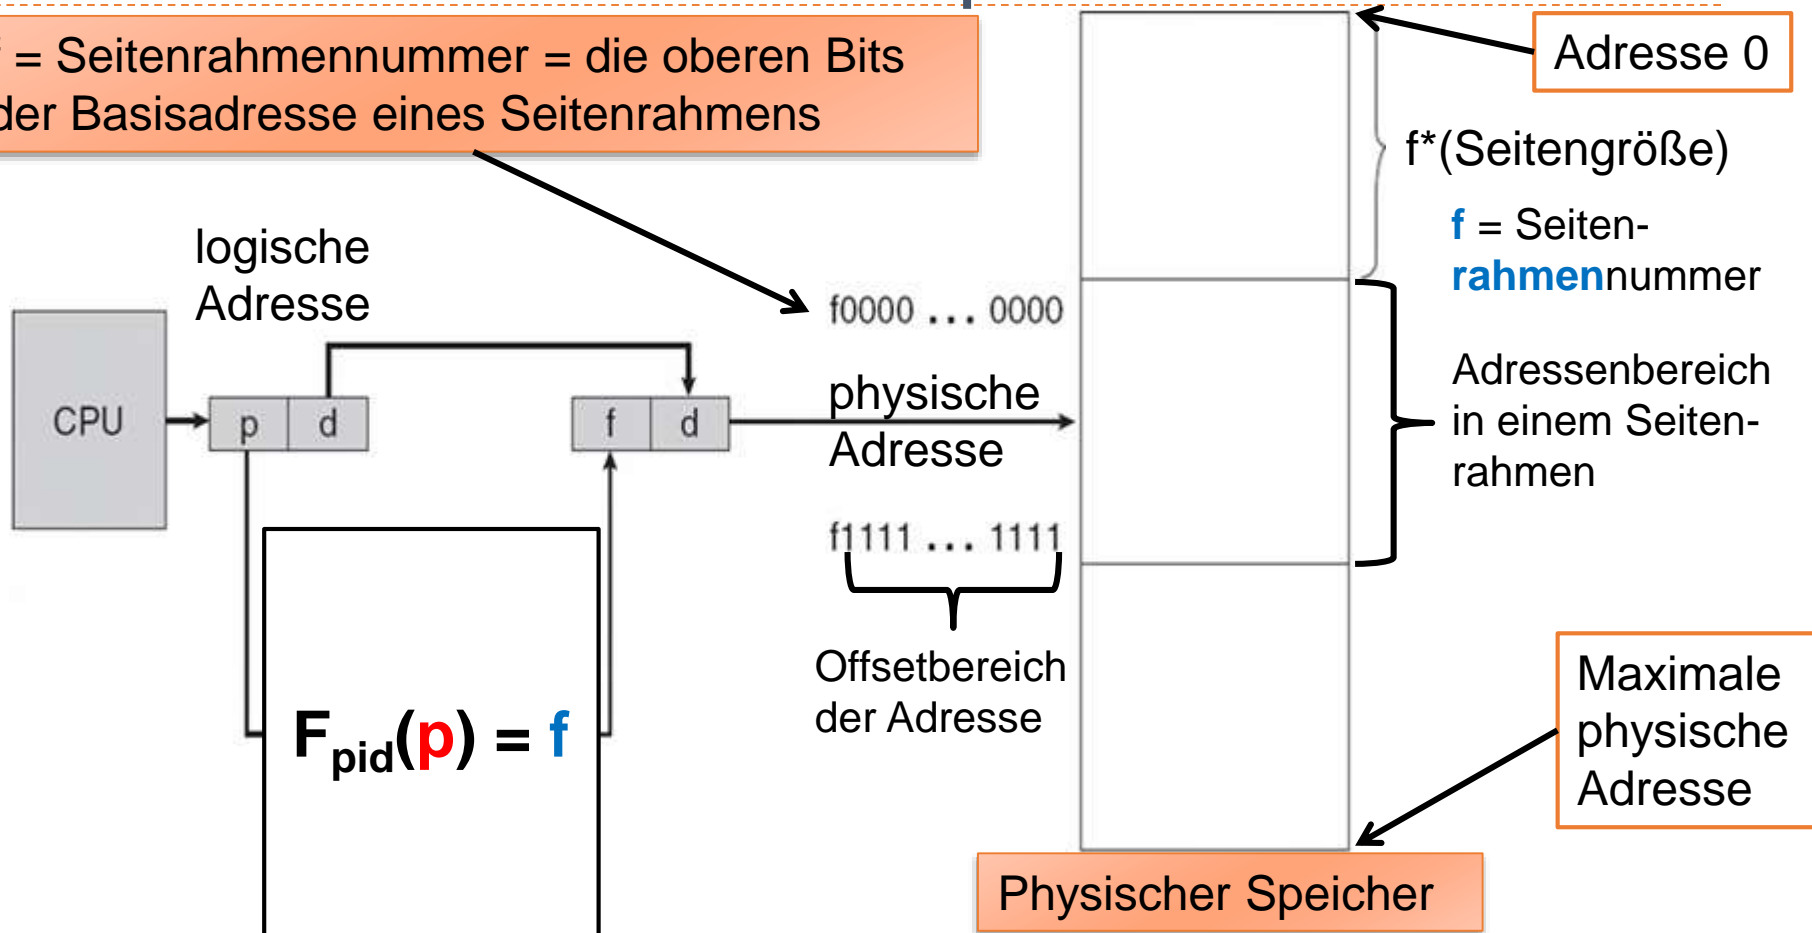 = Seitenrahmennummer = die oberen Bits
der Basisadresse eines Seitenrahmens
Adresse 0
f*(Seitengröße)
f = Seiten-
rahmennummer
logische
Adresse
f0000 ... 0000
CPU
p d
f d
physische
Adresse
Adressenbereich
in einem Seiten-
rahmen
f1111 ... 1111
Offsetbereich
der Adresse
Fpid(p) = f
Maximale
physische
Adresse
Physischer Speicher